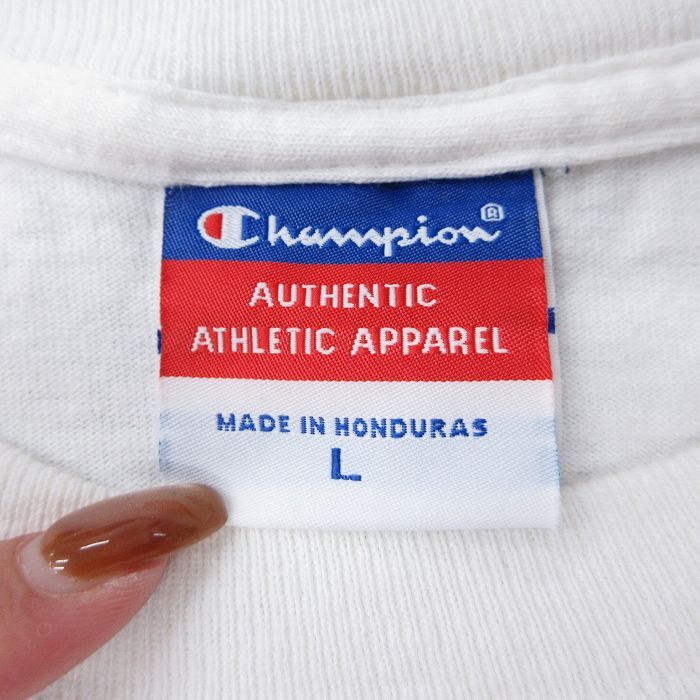 Champion®
AUTHENTIC
ATHLETIC APPAREL
MADE IN HONDURAS
L